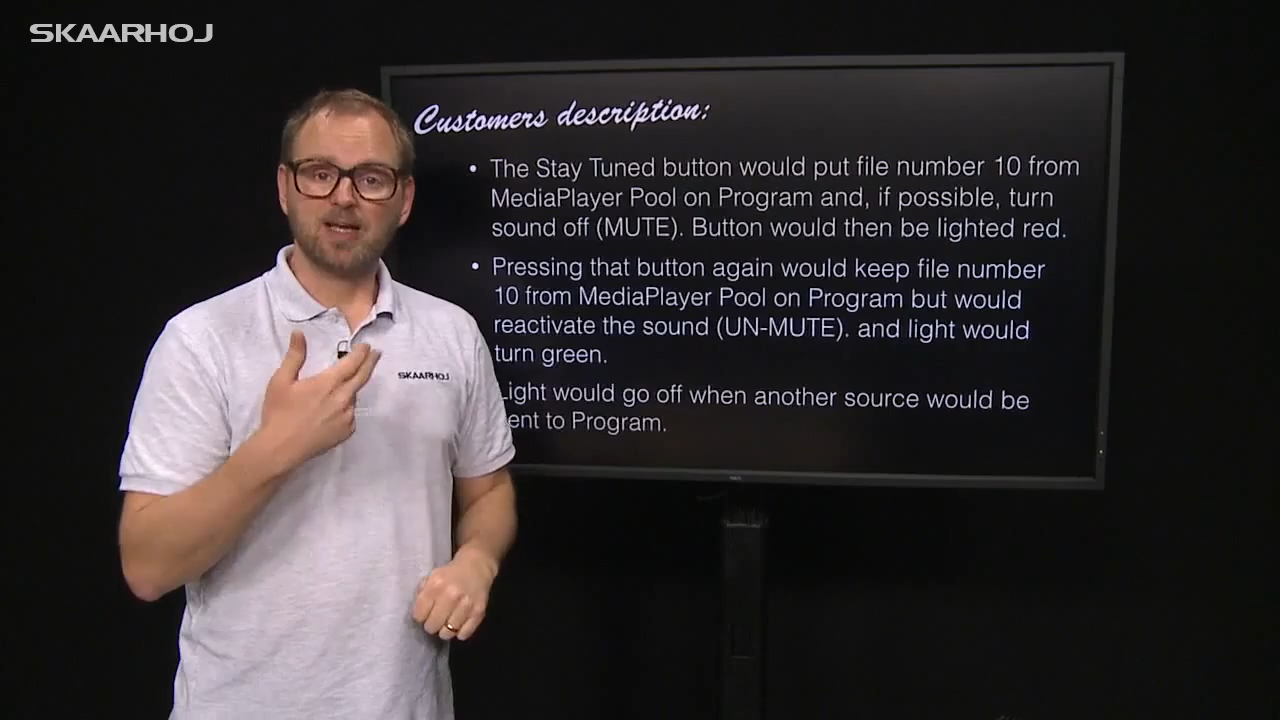 SKAARHOJ
Customers description:
• The Stay Tuned button would put file number 10 from
MediaPlayer Pool on Program and, if possible, turn
sound off (MUTE). Button would then be lighted red.
• Pressing that button again would keep file number
10 from MediaPlayer Pool on Program but would
reactivate the sound (UN-MUTE). and light would
turn green.
Light would go off when another source would be
ent to Program.
SKAARHOJ